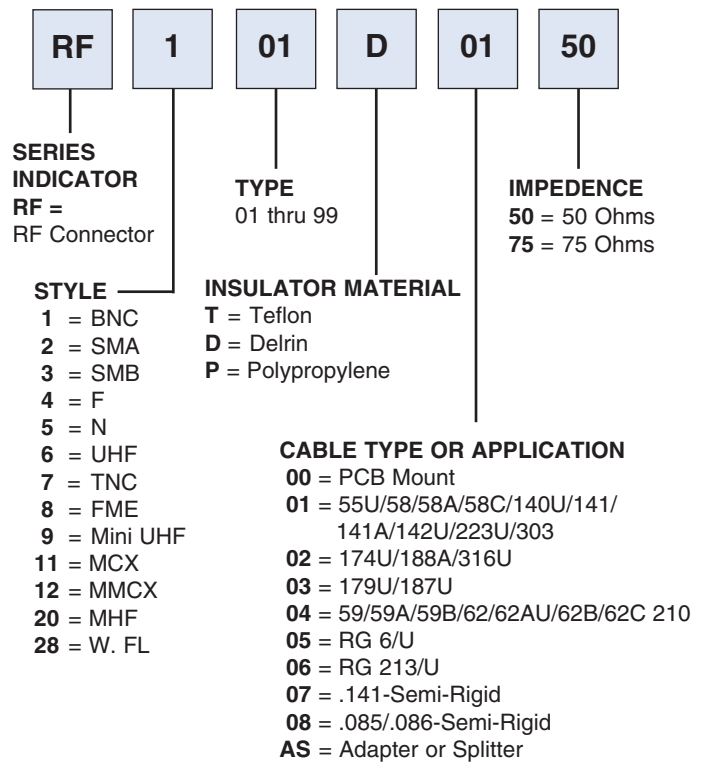 RF 1 01 D 01 50
SERIES
INDICATOR
RF =
RF Connector
TYPE
01 thru 99
IMPEDENCE
50 = 50 Ohms
75 = 75 Ohms
STYLE
1 = BNC
2 = SMA
3 = SMB
4 = F
5 = N
6 = UHF
7 = TNC
8 = FME
9 = Mini UHF
11 = MCX
12 = MMCX
20 = MHF
28 = W. FL
INSULATOR MATERIAL
T = Teflon
D = Delrin
P = Polypropylene
CABLE TYPE OR APPLICATION
00 = PCB Mount
01 = 55U/58/58A/58C/140U/141/
141A/142U/223U/303
02 = 174U/188A/316U
03 = 179U/187U
04 = 59/59A/59B/62/62AU/62B/62C 210
05 = RG 6/U
06 = RG 213/U
07 = .141-Semi-Rigid
08 = .085/.086-Semi-Rigid
AS = Adapter or Splitter